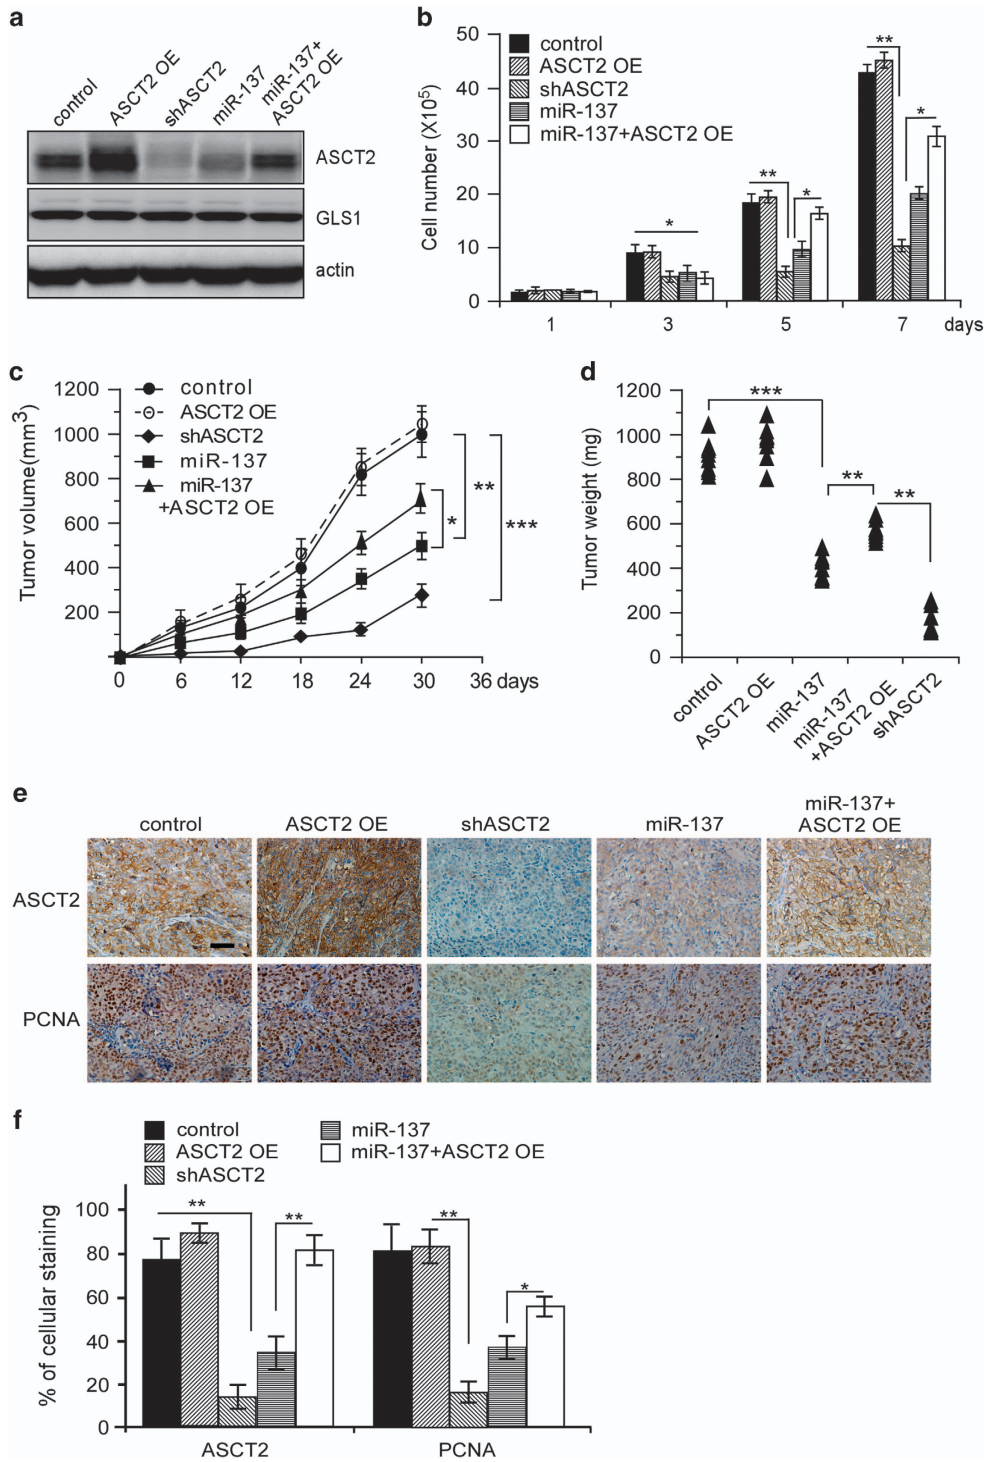 a
control
ASCT2 OE
shASCT2
miR-137
miR-137+
ASCT2 OE
ASCT2
GLS1
actin
b
Cell number (X10⁵)
50
40
30
20
10
0
control
ASCT2 OE
shASCT2
miR-137
miR-137+ASCT2 OE
*
**
*
**
*
1 3 5 7 days
c
Tumor volume(mm³)
1200
1000
800
600
400
200
0
control
ASCT2 OE
shASCT2
miR-137
miR-137
+ASCT2 OE
*
**
***
0 6 12 18 24 30 36 days
d
Tumor weight (mg)
1200
1000
800
600
400
200
0
***
**
**
control
ASCT2 OE
miR-137
miR-137
+ASCT2 OE
shASCT2
e
control
ASCT2 OE
shASCT2
miR-137
miR-137+
ASCT2 OE
ASCT2
PCNA
f
control
ASCT2 OE
shASCT2
miR-137
miR-137+ASCT2 OE
% of cellular staining
100
80
60
40
20
0
**
**
**
*
ASCT2
PCNA